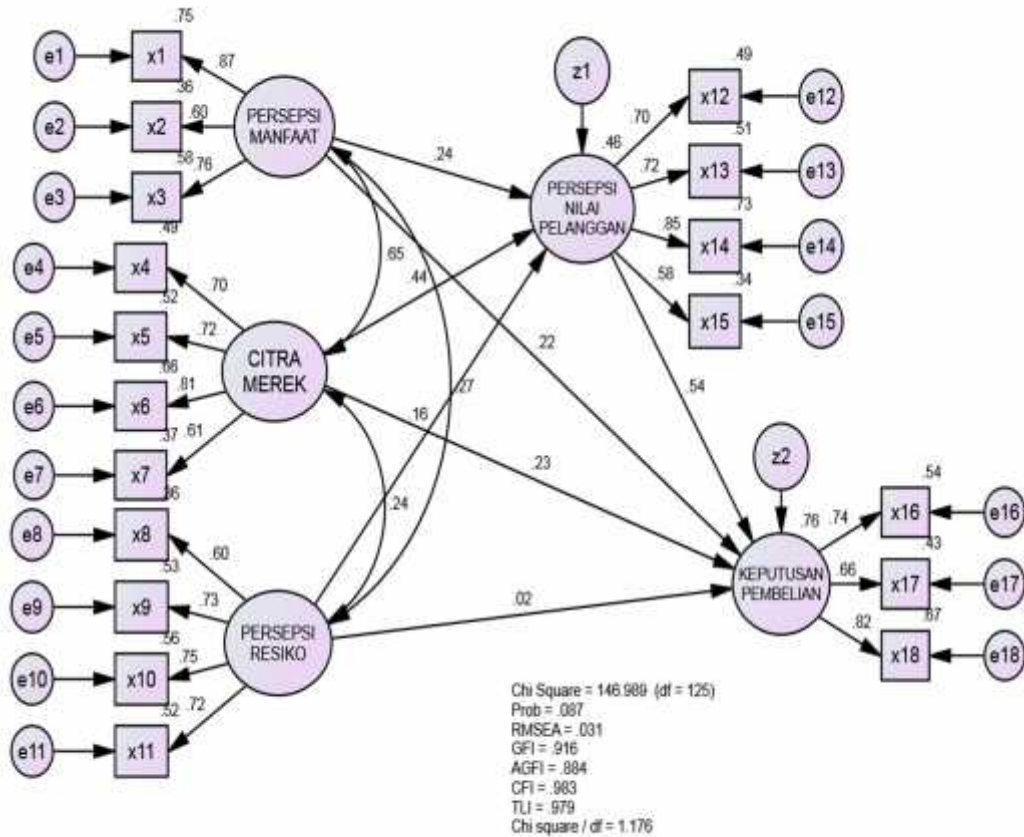 .75
e1
x1
.87
.36
e2
x2
.60
PERSEPSI
MANFAAT
.58
.76
e3
x3
.49
e4
x4
.70
.52
e5
x5
.72
.66
CITRA
MEREK
e6
x6
.81
.37
.61
e7
x7
.36
e8
x8
.60
.53
e9
x9
.73
.56
PERSEPSI
RESIKO
e10
x10
.75
.52
.72
e11
x11
z1
.24
.65
.44
.22
.27
.16
.23
.24
.02
.54
.46
PERSEPSI
NILAI
PELANGGAN
.49
.70
x12
e12
.51
.72
x13
e13
.73
.85
x14
e14
.34
.58
x15
e15
z2
.76
KEPUTUSAN
PEMBELIAN
.54
.74
x16
e16
.43
.66
x17
e17
.67
.82
x18
e18
Chi Square = 146.989 (df = 125)
Prob = .087
RMSEA = .031
GFI = .916
AGFI = .884
CFI = .983
TLI = .979
Chi square / df = 1.176